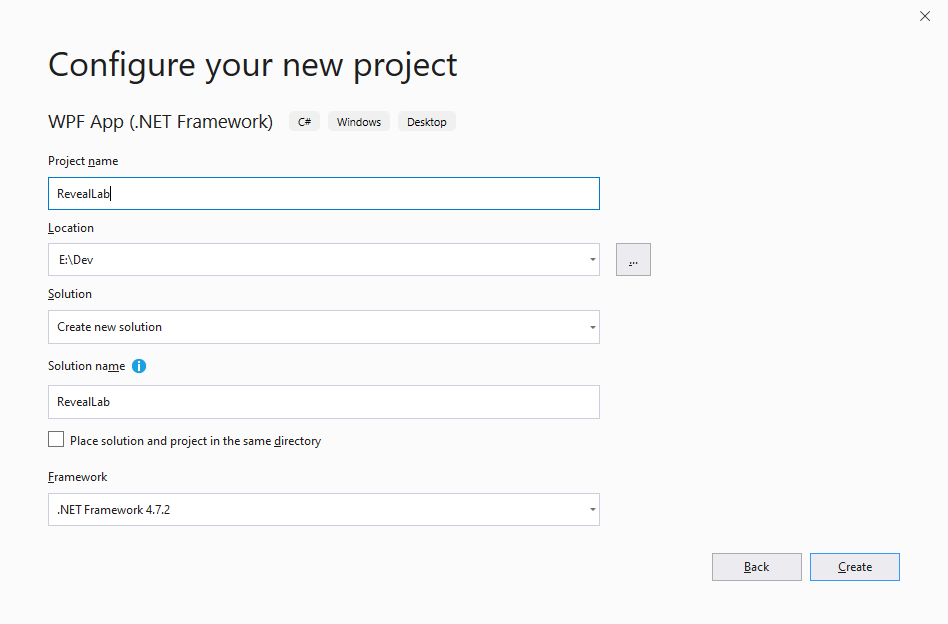 Configure your new project
WPF App (.NET Framework) C# Windows Desktop
Project name
RevealLab
Location
E:\Dev
...
Solution
Create new solution
Solution name i
RevealLab
Place solution and project in the same directory
Framework
.NET Framework 4.7.2
Back Create